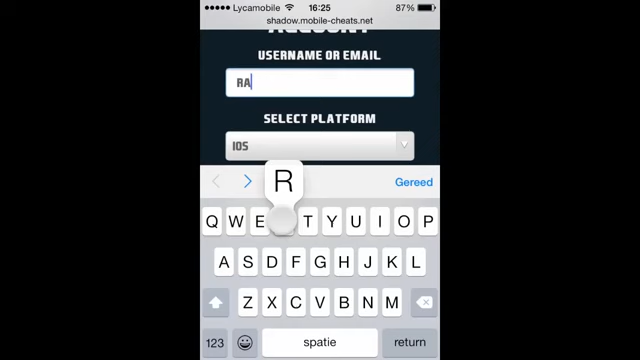 Lycamobile 16:25 87%
shadow.mobile-cheats.net
ACCOUNT
USERNAME OR EMAIL
RA
SELECT PLATFORM
IOS
R
Gereed
Q W E T Y U I O P
A S D F G H J K L
Z X C V B N M
123 spatie return